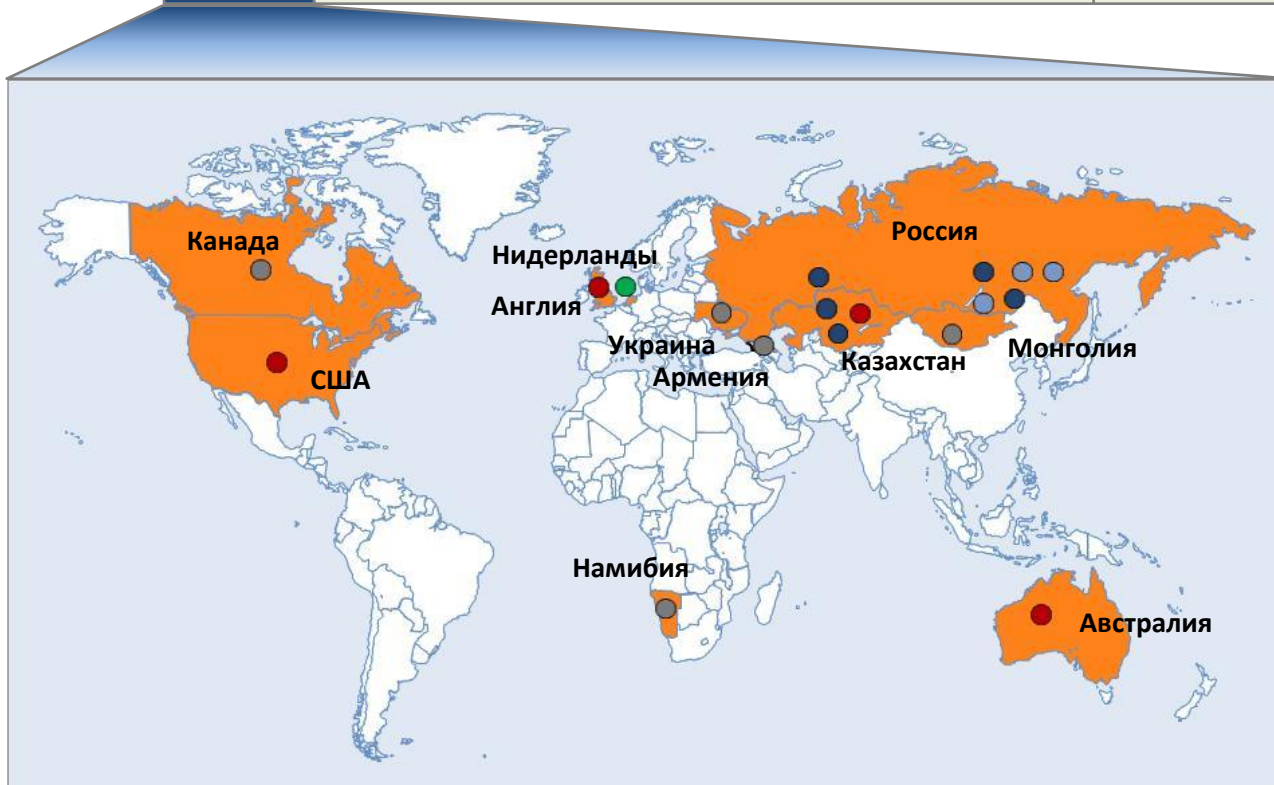 Канада
Россия
Нидерланды
Англия
Украина
Казахстан
Монголия
Армения
США
Намибия
Австралия